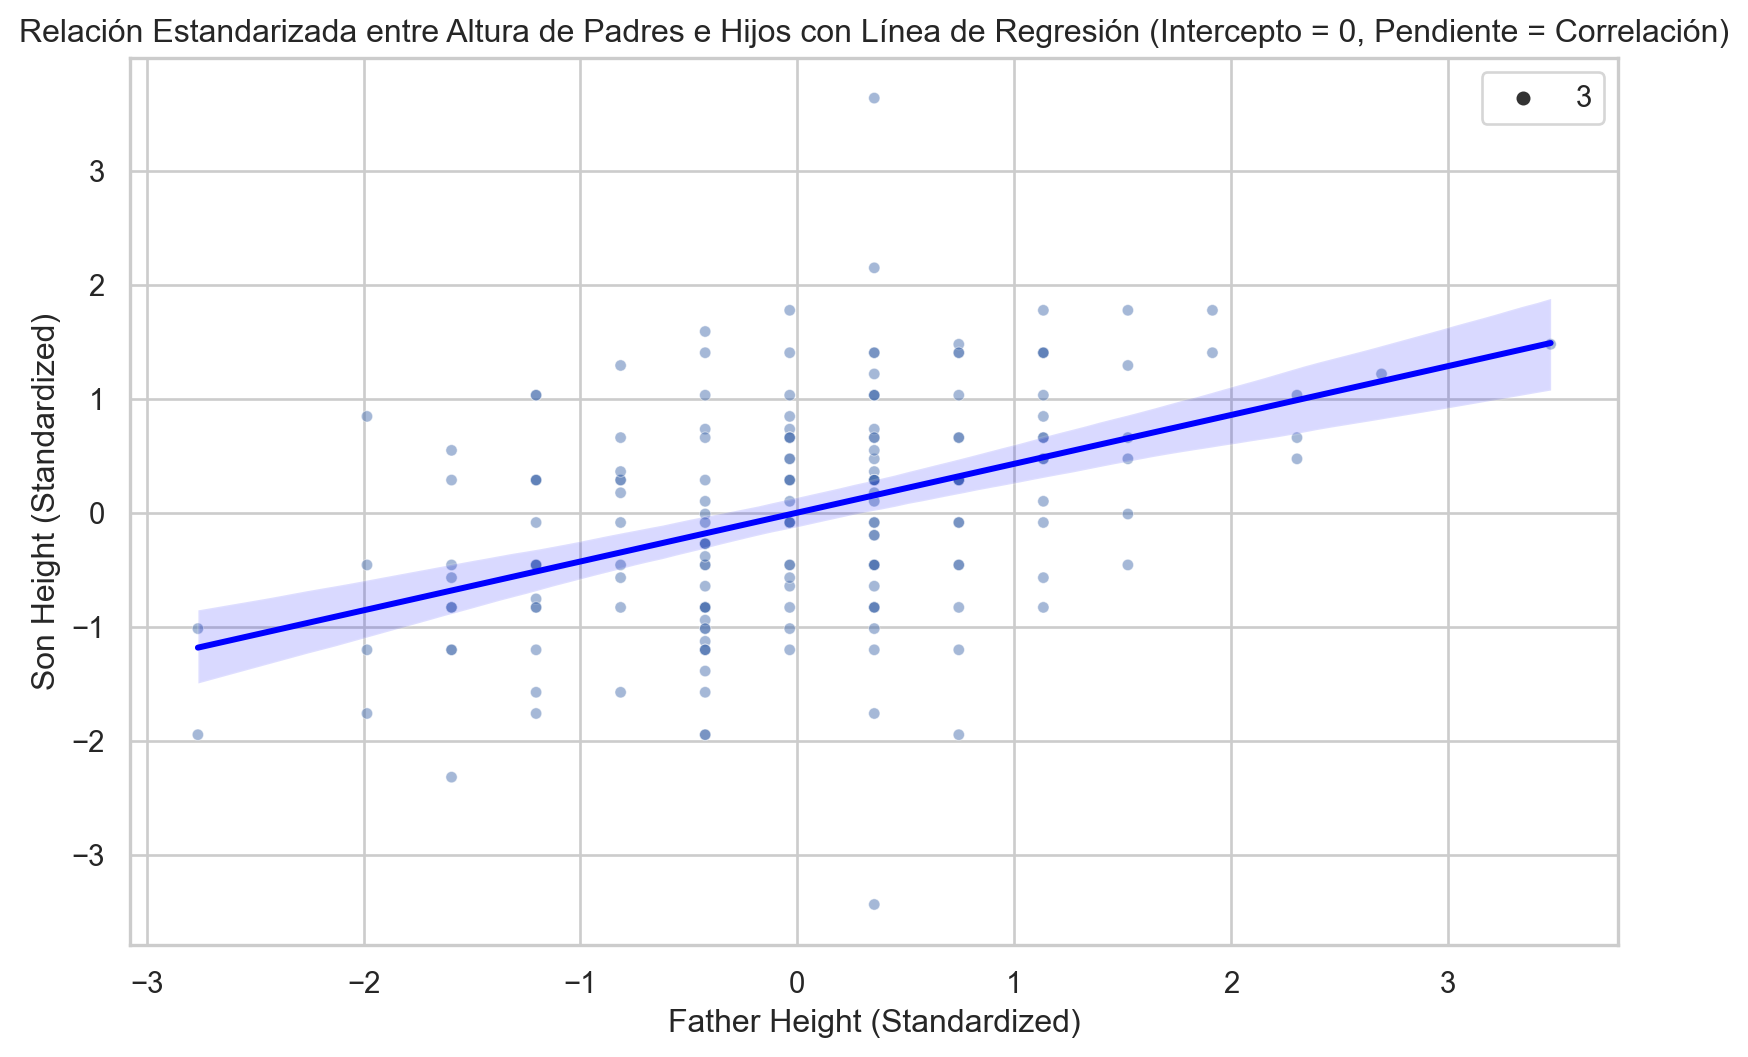 Relación Estandarizada entre Altura de Padres e Hijos con Línea de Regresión (Intercepto = 0, Pendiente = Correlación)
3
3
2
1
0
−1
−2
−3
Son Height (Standardized)
−3 −2 −1 0 1 2 3
Father Height (Standardized)